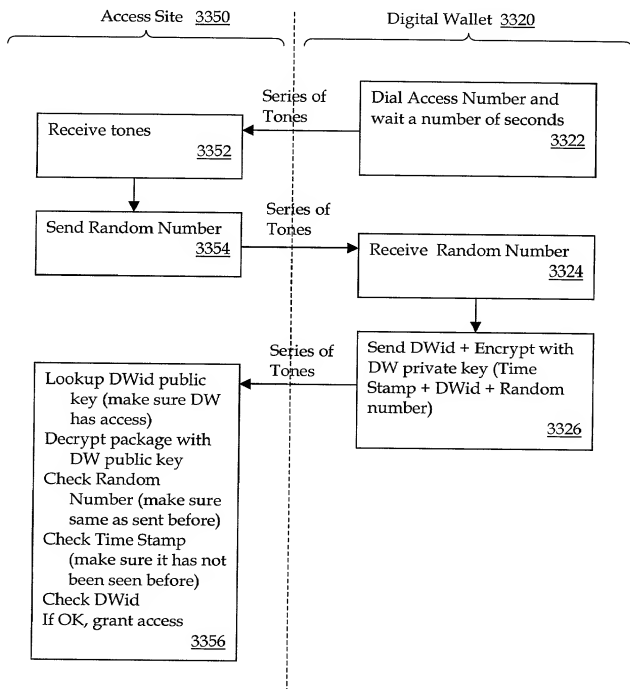 Access Site 3350
Digital Wallet 3320
Series of
Tones
Dial Access Number and
wait a number of seconds
3322
Receive tones
3352
Send Random Number
3354
Series of
Tones
Receive Random Number
3324
Series of
Tones
Send DWid + Encrypt with
DW private key (Time
Stamp + DWid + Random
number)
3326
Lookup DWid public
key (make sure DW
has access)
Decrypt package with
DW public key
Check Random
Number (make sure
same as sent before)
Check Time Stamp
(make sure it has not
been seen before)
Check DWid
If OK, grant access
3356